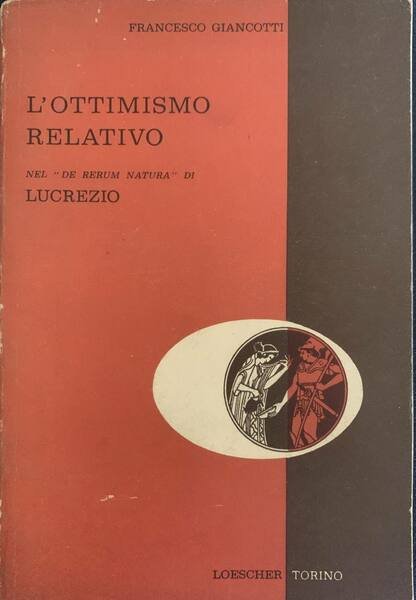 FRANCESCO GIANCOTTI
L'OTTIMISMO
RELATIVO
NEL "DE RERUM NATURA" DI
LUCREZIO
LOESCHER TORINO